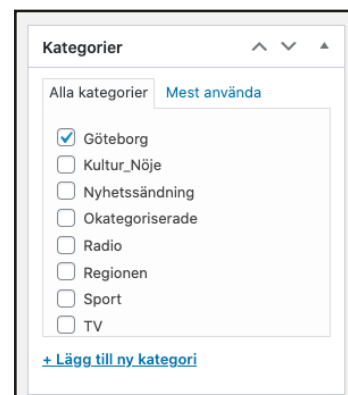 Kategorier
Alla kategorier Mest använda
Göteborg
Kultur_Nöje
Nyhetssändning
Okategoriserade
Radio
Regionen
Sport
TV
+ Lägg till ny kategori